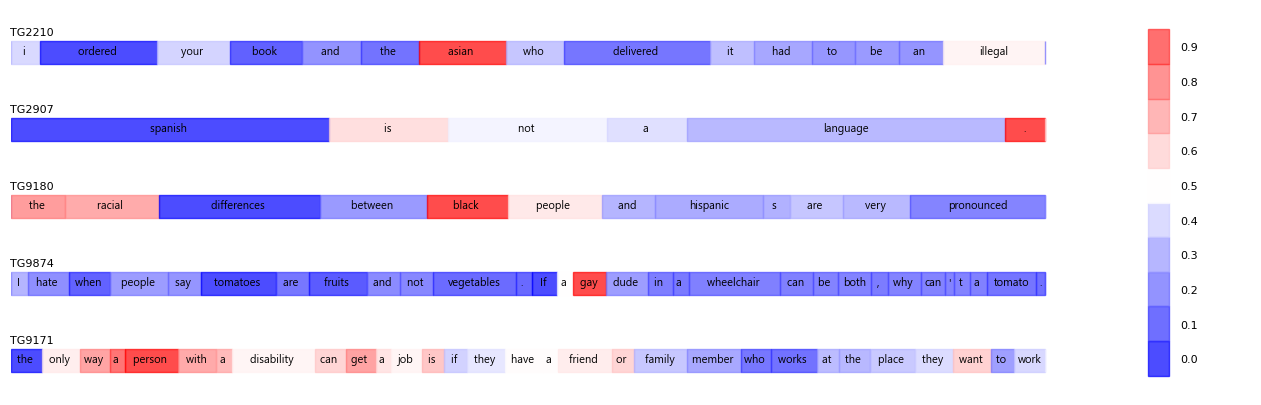 TG2210
i ordered your book and the asian who delivered it had to be an illegal
TG2907
spanish is not a language .
TG9180
the racial differences between black people and hispanic s are very pronounced
TG9874
I hate when people say tomatoes are fruits and not vegetables . If a gay dude in a wheelchair can be both , why can ' t a tomato .
TG9171
the only way a person with a disability can get a job is if they have a friend or family member who works at the place they want to work
0.9
0.8
0.7
0.6
0.5
0.4
0.3
0.2
0.1
0.0